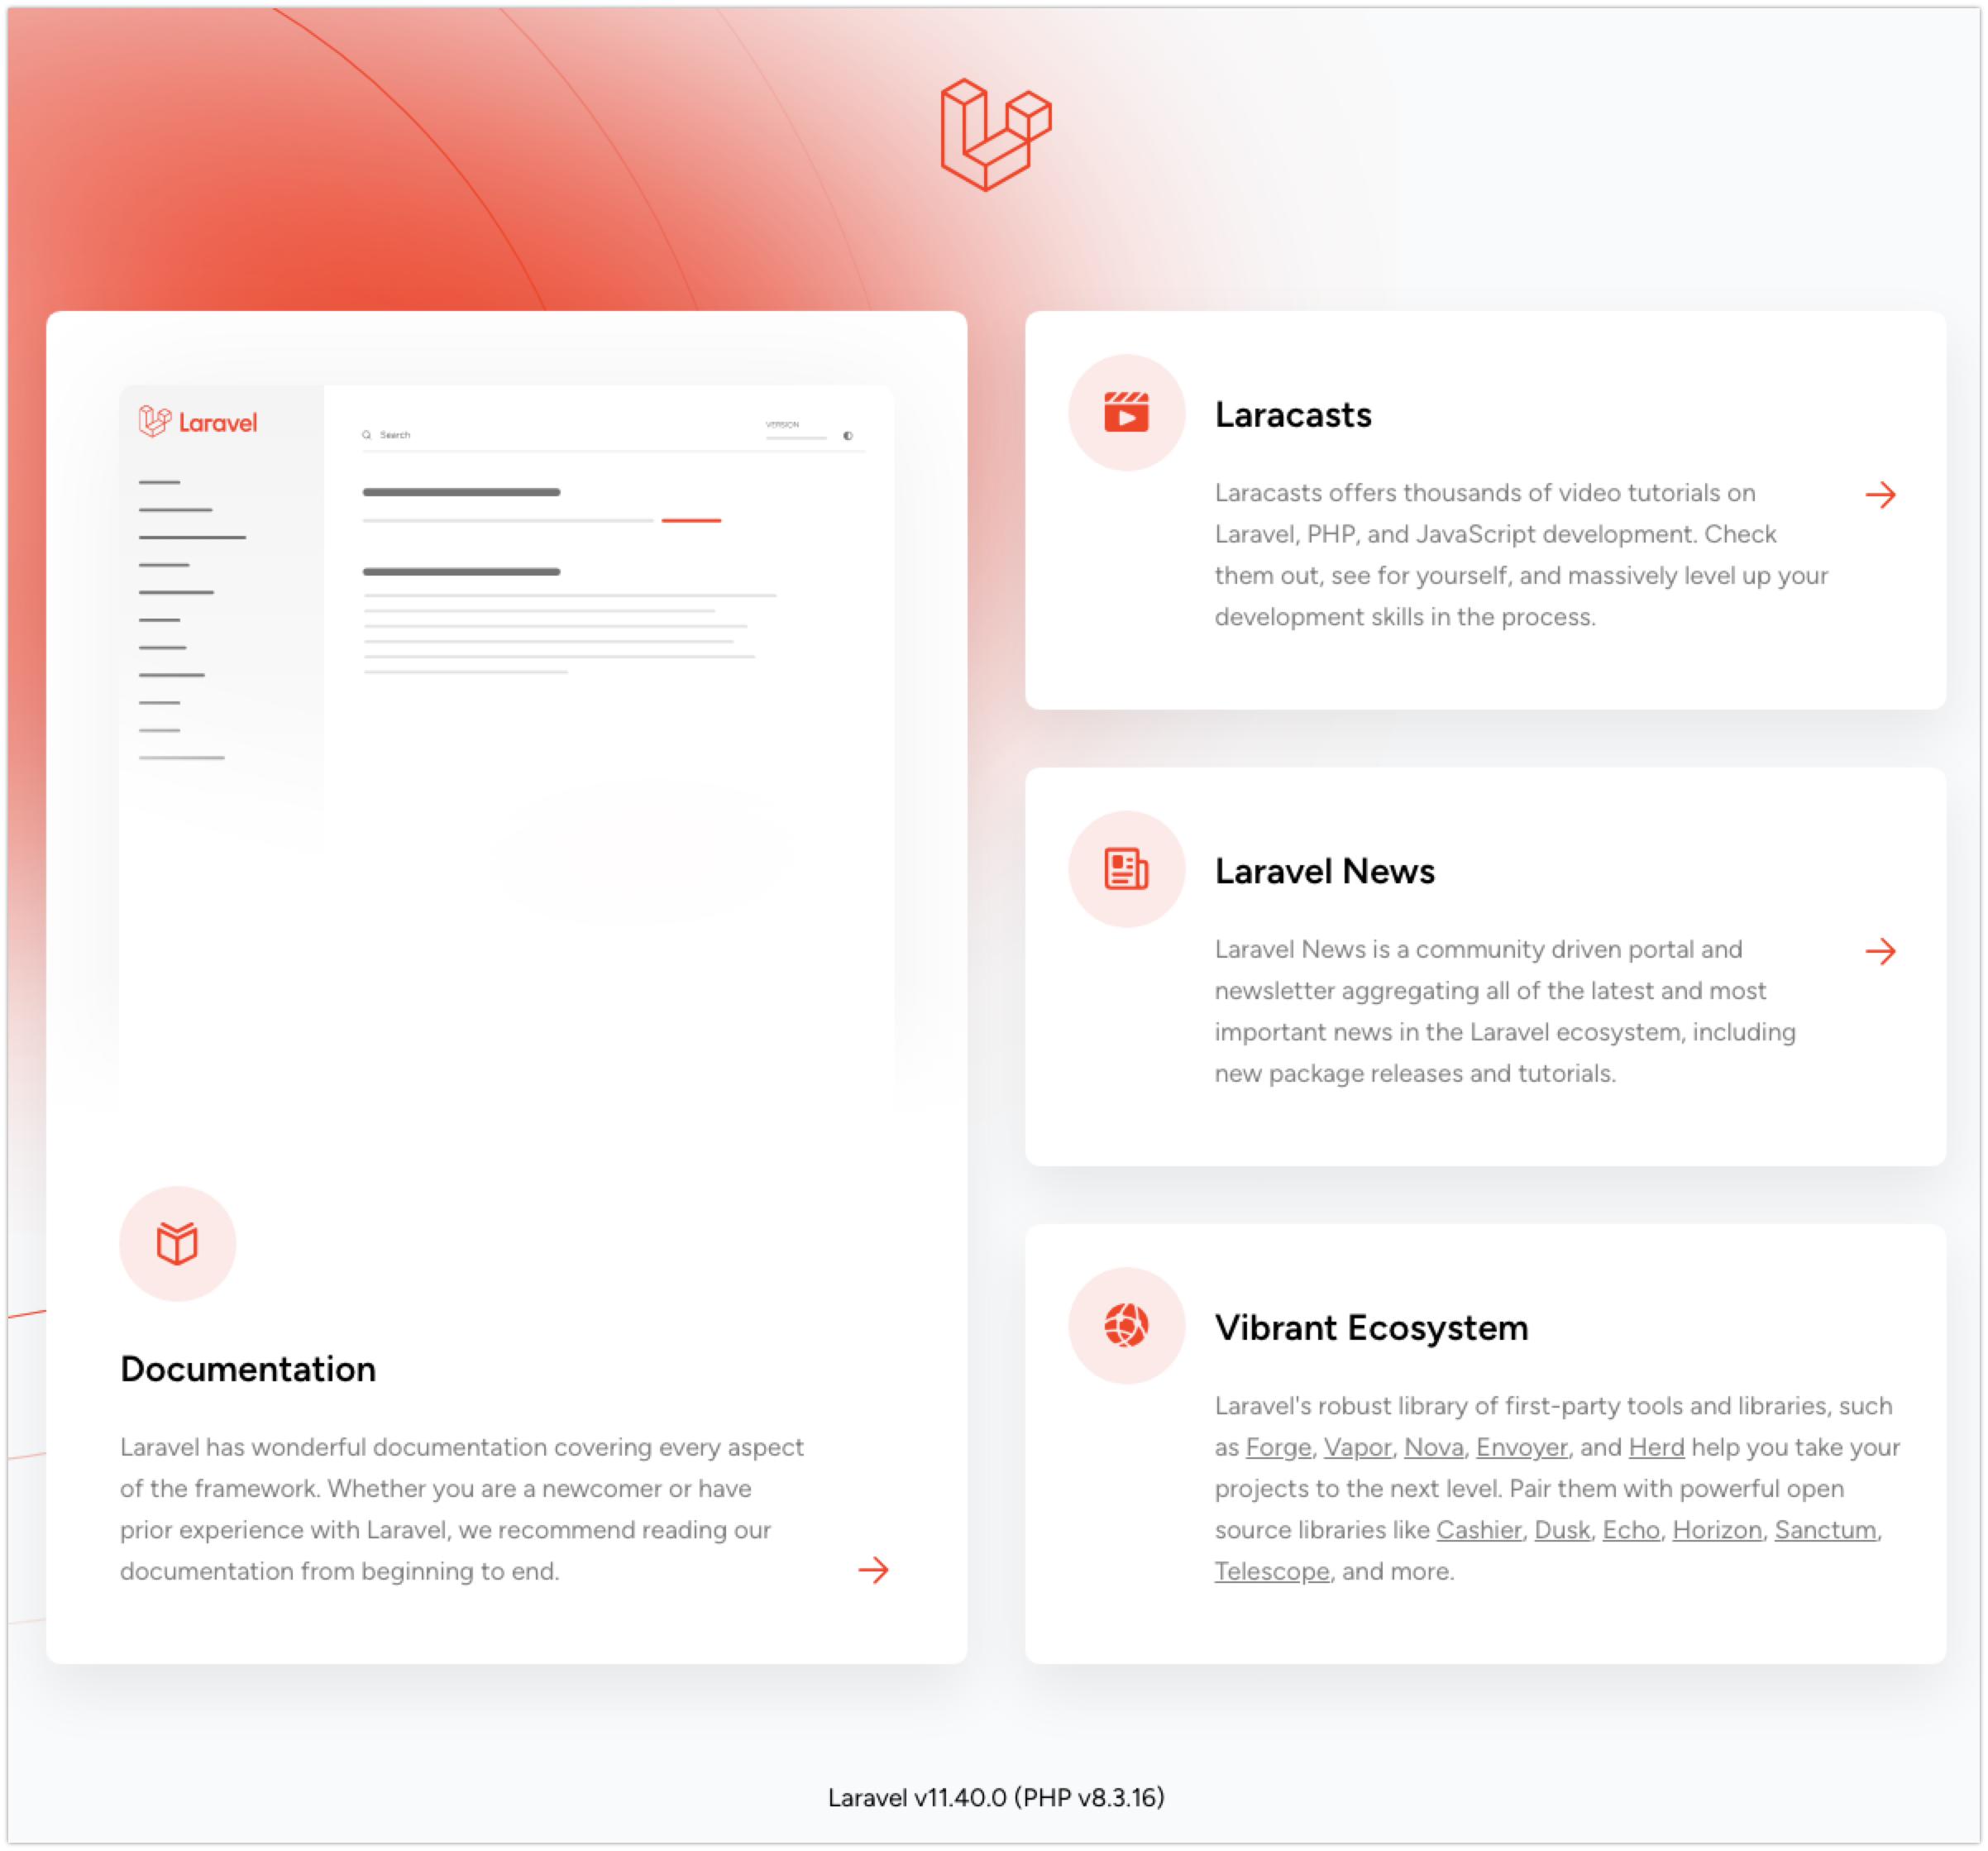 Laravel
Search
VERSION
Documentation
Laravel has wonderful documentation covering every aspect
of the framework. Whether you are a newcomer or have
prior experience with Laravel, we recommend reading our
documentation from beginning to end.
Laracasts
Laracasts offers thousands of video tutorials on
Laravel, PHP, and JavaScript development. Check
them out, see for yourself, and massively level up your
development skills in the process.
Laravel News
Laravel News is a community driven portal and
newsletter aggregating all of the latest and most
important news in the Laravel ecosystem, including
new package releases and tutorials.
Vibrant Ecosystem
Laravel's robust library of first-party tools and libraries, such
as Forge, Vapor, Nova, Envoyer, and Herd help you take your
projects to the next level. Pair them with powerful open
source libraries like Cashier, Dusk, Echo, Horizon, Sanctum,
Telescope, and more.
Laravel v11.40.0 (PHP v8.3.16)